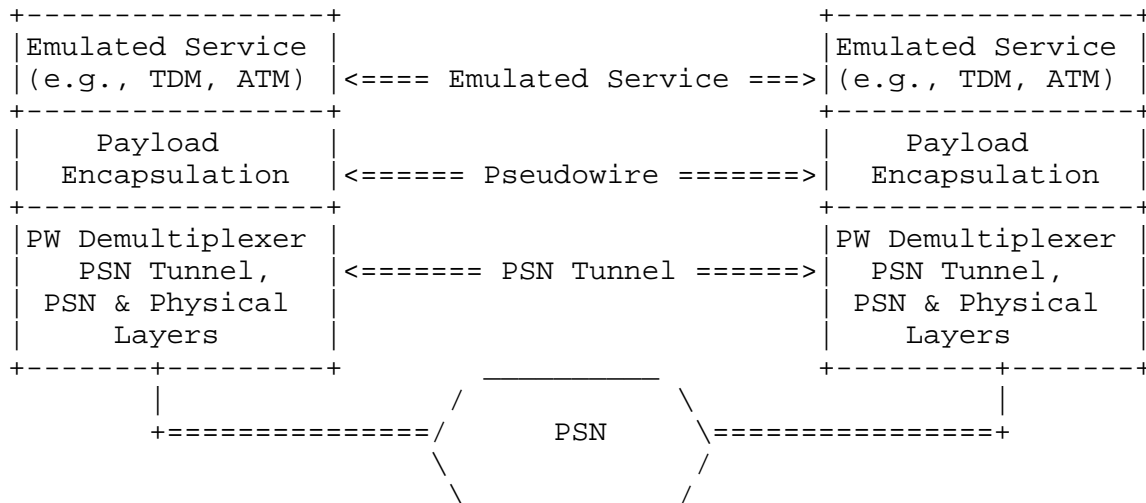 Emulated Service Emulated Service
(e.g., TDM, ATM) <==== Emulated Service ===> (e.g., TDM, ATM)
Payload Payload
Encapsulation <====== Pseudowire =======> Encapsulation
PW Demultiplexer PW Demultiplexer
PSN Tunnel, <======= PSN Tunnel ======> PSN Tunnel,
PSN & Physical PSN & Physical
Layers Layers
PSN